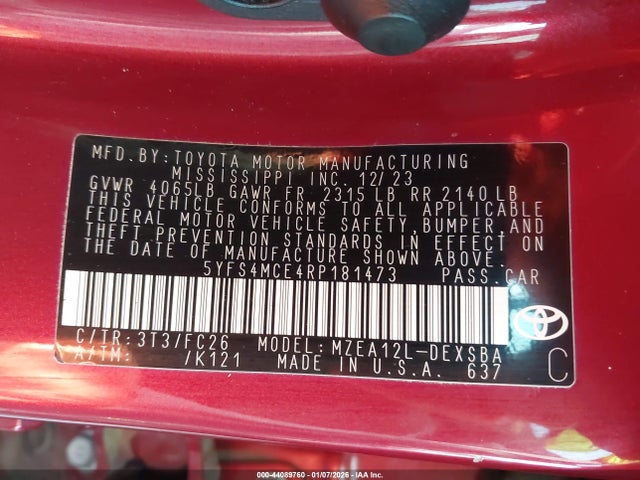 MFD.BY:TOYOTA MOTOR MANUFACTURING
MISSISSIPPI INC. 12/23
GVWR 4065LB GAWR FR 2315 LB RR 2140 LB
THIS VEHICLE CONFORMS TO ALL APPLICABLE
FEDERAL MOTOR VEHICLE SAFETY,BUMPER,AND
THEFT PREVENTION STANDARDS IN EFFECT ON
THE DATE OF MANUFACTURE SHOWN ABOVE.
5YFS4MCE4RP181473 PASS.CAR
C/TR:3T3/FC26 MODEL:MZEA12L-DEXSBA
A/TM: /K121 MADE IN U.S.A. 637
C
000-44089760 - 01/07/2026 - IAA Inc.